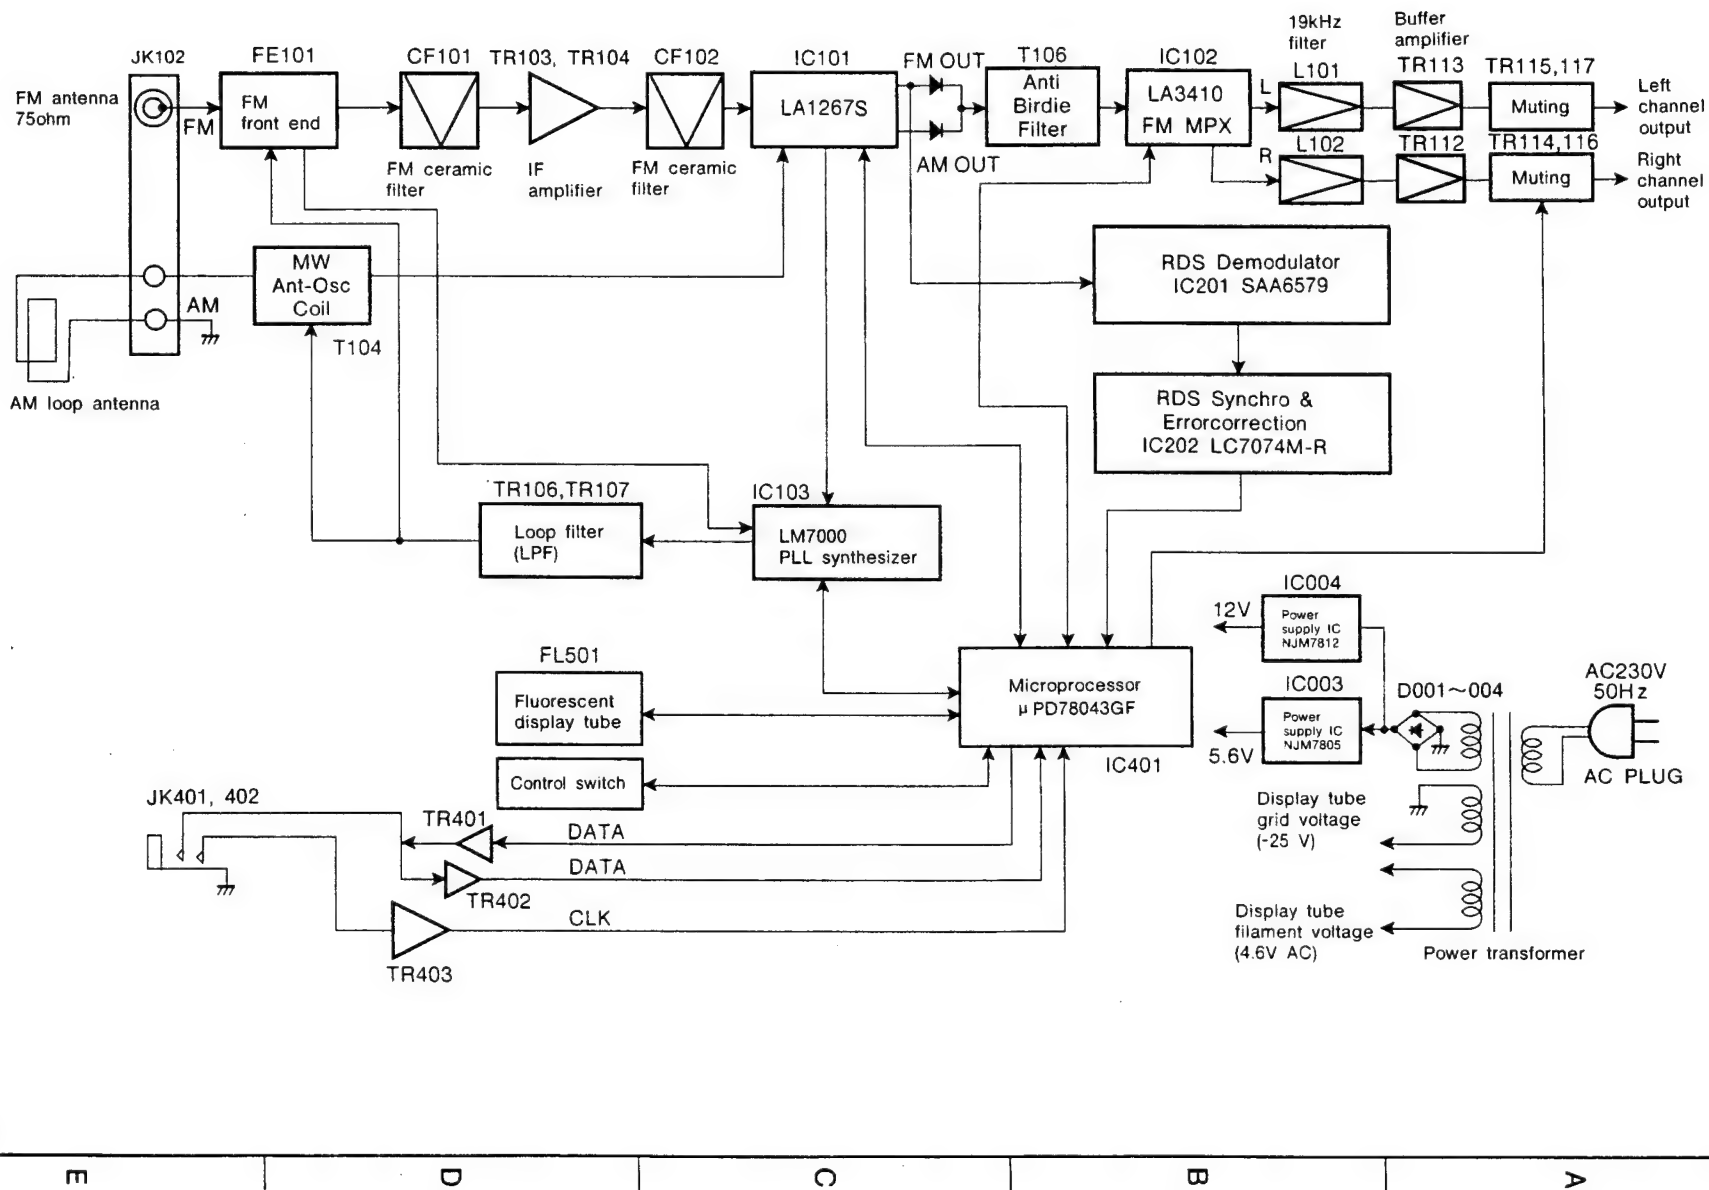 JK102
FM antenna
75ohm
FM
AM
AM loop antenna
FE101
FM
front end
CF101
FM ceramic
filter
TR103, TR104
IF
amplifier
CF102
FM ceramic
filter
IC101
LA1267S
FM OUT
AM OUT
T106
Anti
Birdie
Filter
IC102
LA3410
FM MPX
L
R
19kHz
filter
L101
L102
Buffer
amplifier
TR113
TR112
TR115,117
Muting
TR114,116
Muting
Left
channel
output
Right
channel
output
MW
Ant-Osc
Coil
T104
RDS Demodulator
IC201 SAA6579
RDS Synchro &
Errorcorrection
IC202 LC7074M-R
TR106,TR107
Loop filter
(LPF)
IC103
LM7000
PLL synthesizer
FL501
Fluorescent
display tube
Control switch
Microprocessor
μPD78043GF
IC401
JK401, 402
TR401
DATA
DATA
TR402
CLK
TR403
IC004
12V
Power
supply IC
NJM7812
IC003
5.6V
Power
supply IC
NJM7805
D001~004
AC230V
50Hz
AC PLUG
Display tube
grid voltage
(-25 V)
Display tube
filament voltage
(4.6V AC)
Power transformer
E
D
C
B
A